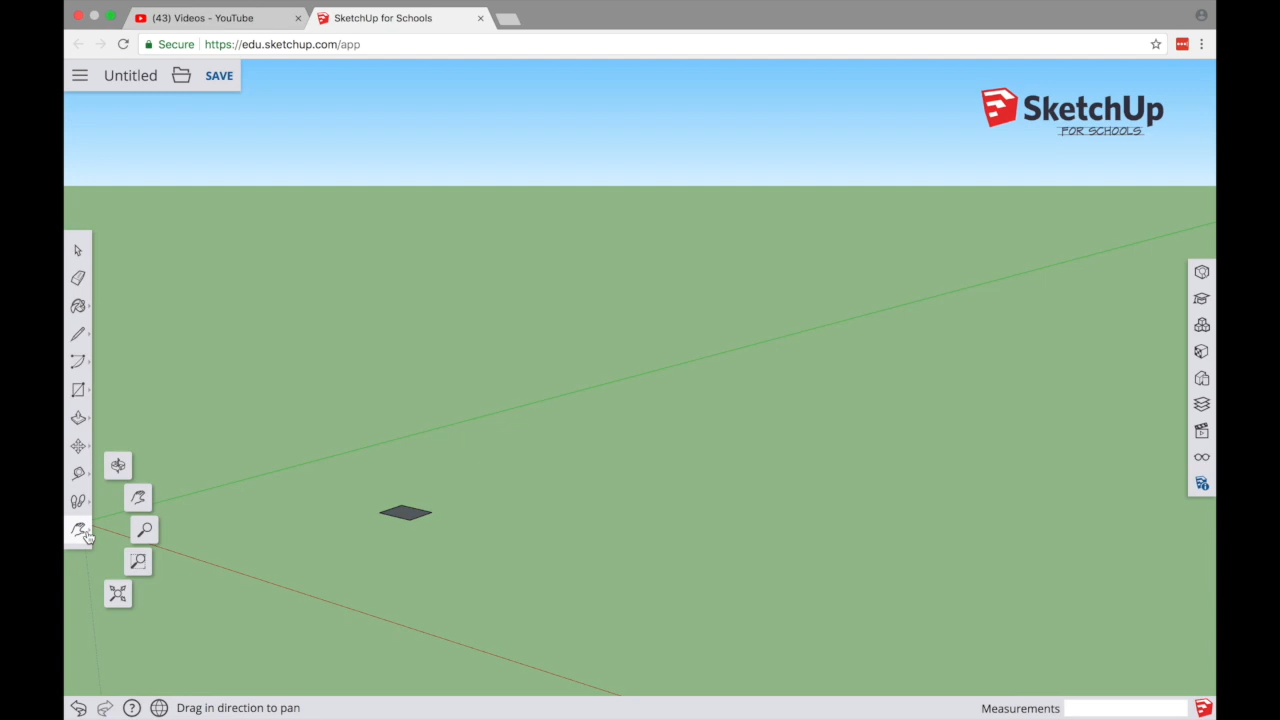 (43) Videos - YouTube
SketchUp for Schools
Secure https://edu.sketchup.com/app
Untitled SAVE
SketchUp
FOR SCHOOLS
Drag in direction to pan
Measurements